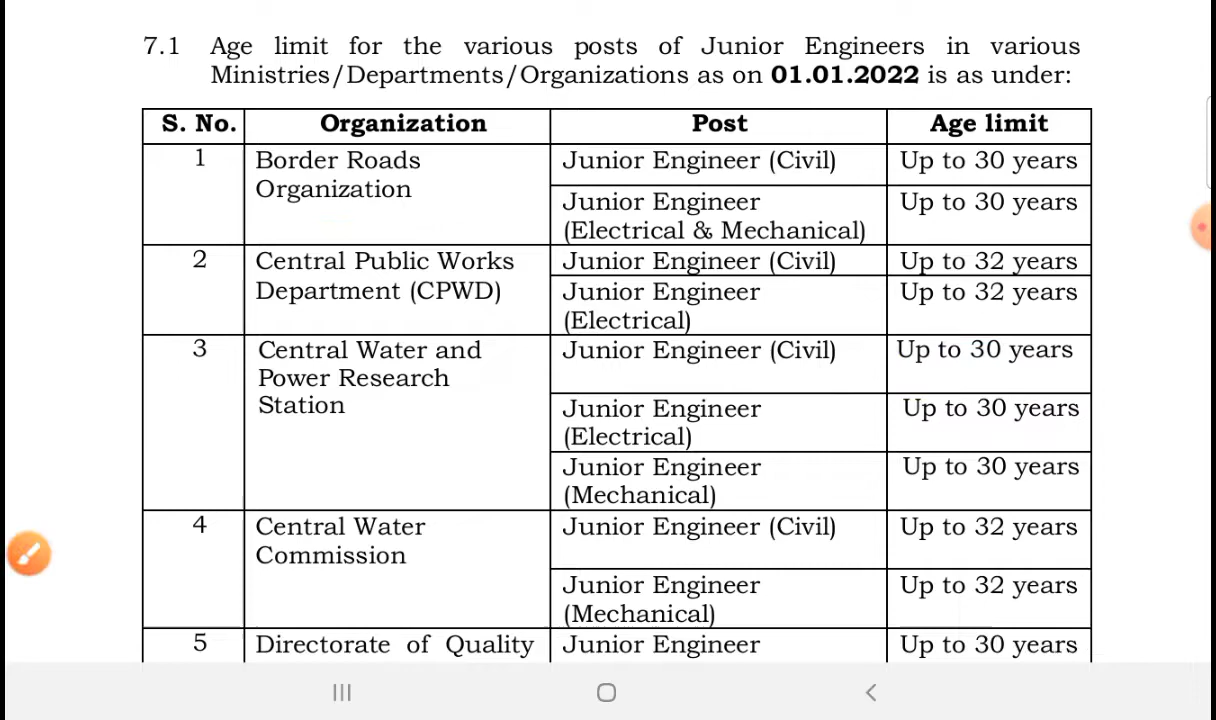 7.1 Age limit for the various posts of Junior Engineers in various
Ministries/Departments/Organizations as on 01.01.2022 is as under:
S. No. Organization Post Age limit
1 Border Roads Junior Engineer (Civil) Up to 30 years
Organization
Junior Engineer Up to 30 years
(Electrical & Mechanical)
2 Central Public Works Junior Engineer (Civil) Up to 32 years
Department (CPWD) Junior Engineer Up to 32 years
(Electrical)
3 Central Water and Junior Engineer (Civil) Up to 30 years
Power Research
Station Junior Engineer Up to 30 years
(Electrical)
Junior Engineer Up to 30 years
(Mechanical)
4 Central Water Junior Engineer (Civil) Up to 32 years
Commission
Junior Engineer Up to 32 years
(Mechanical)
5 Directorate of Quality Junior Engineer Up to 30 years